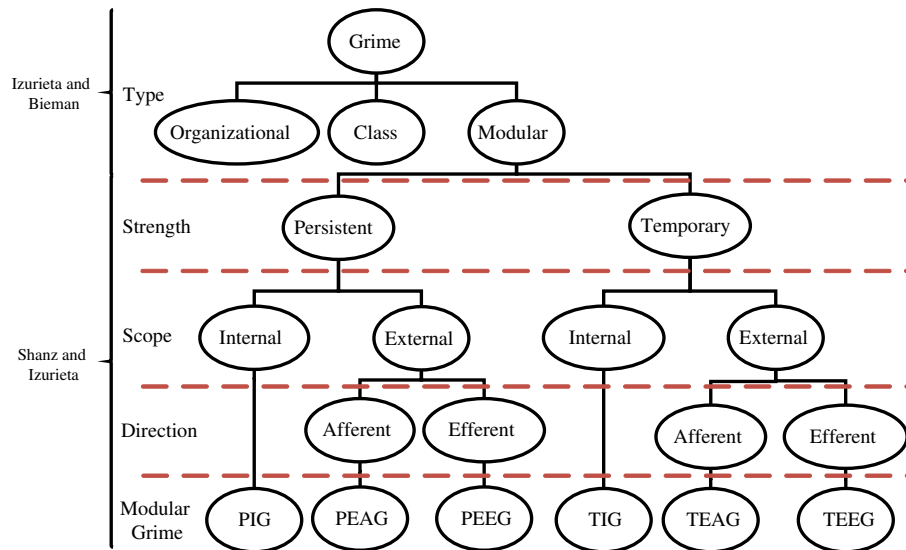 Grime
Izurieta and
Bieman
Type
Organizational
Class
Modular
Strength
Persistent
Temporary
Scope
Internal
External
Internal
External
Shanz and
Izurieta
Direction
Afferent
Efferent
Afferent
Efferent
Modular
Grime
PIG
PEAG
PEEG
TIG
TEAG
TEEG